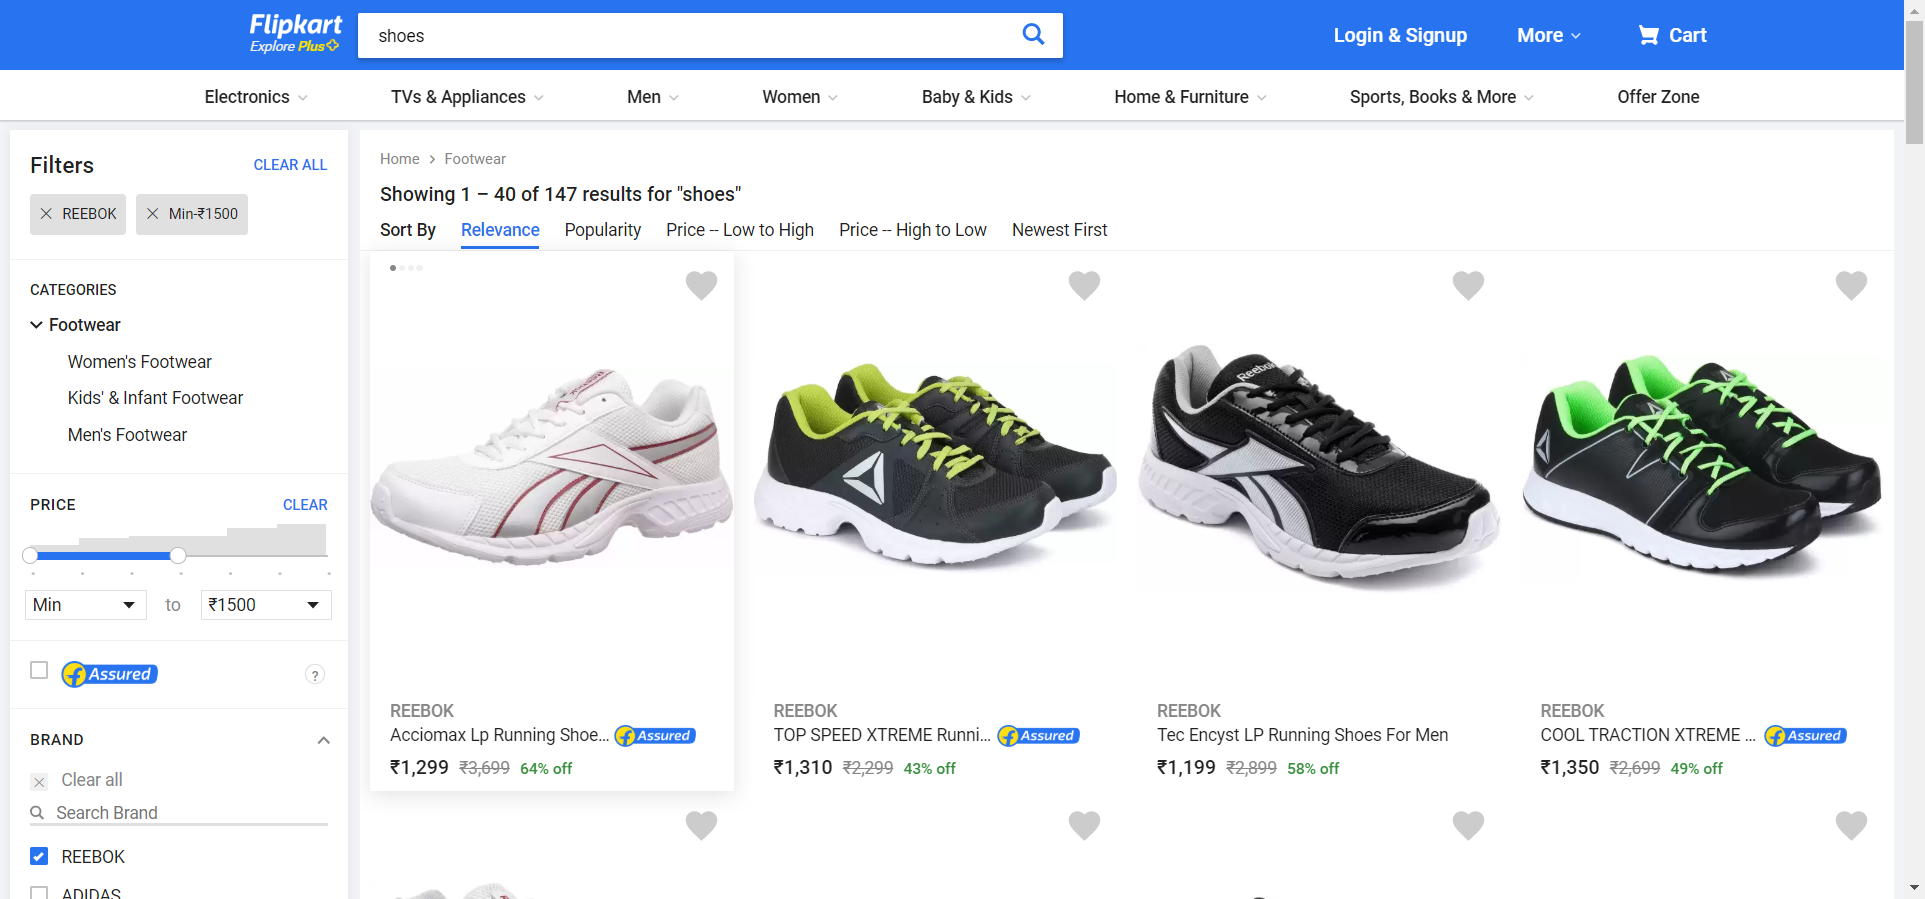 Flipkart
Explore Plus
shoes
Login & Signup
More
Cart
Electronics
TVs & Appliances
Men
Women
Baby & Kids
Home & Furniture
Sports, Books & More
Offer Zone
Filters
CLEAR ALL
REEBOK
Min-₹1500
CATEGORIES
Footwear
Women's Footwear
Kids' & Infant Footwear
Men's Footwear
PRICE
CLEAR
Min
to
₹1500
Assured
?
BRAND
Clear all
Search Brand
REEBOK
ADIDAS
Home
Footwear
Showing 1 – 40 of 147 results for "shoes"
Sort By
Relevance
Popularity
Price -- Low to High
Price -- High to Low
Newest First
Reebok
REEBOK
Acciomax Lp Running Shoe...
Assured
₹1,299 ₹3,699 64% off
REEBOK
TOP SPEED XTREME Runni...
Assured
₹1,310 ₹2,299 43% off
REEBOK
Tec Encyst LP Running Shoes For Men
₹1,199 ₹2,899 58% off
REEBOK
COOL TRACTION XTREME ...
Assured
₹1,350 ₹2,699 49% off